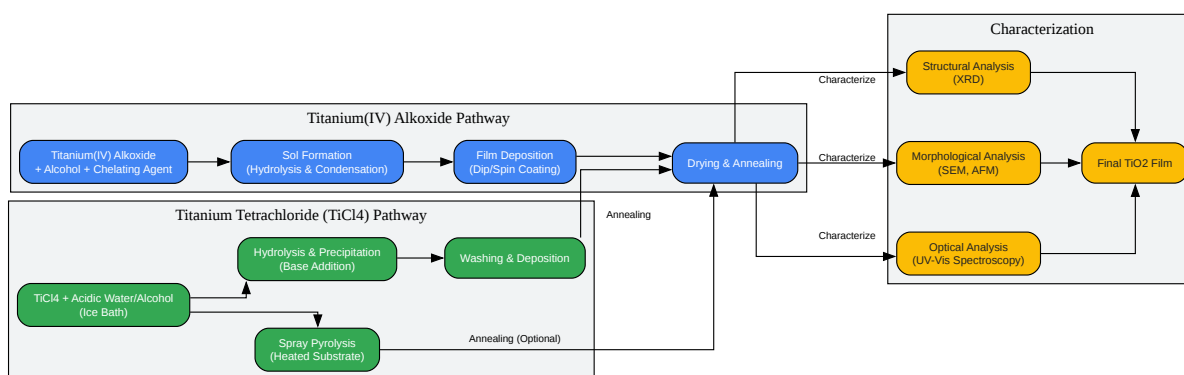 Characterization
Structural Analysis
(XRD)
Characterize
Titanium(IV) Alkoxide Pathway
Titanium(IV) Alkoxide
+ Alcohol + Chelating Agent
Sol Formation
(Hydrolysis & Condensation)
Film Deposition
(Dip/Spin Coating)
Drying & Annealing
Characterize
Morphological Analysis
(SEM, AFM)
Final TiO2 Film
Titanium Tetrachloride (TiCl4) Pathway
Annealing
Hydrolysis & Precipitation
(Base Addition)
Washing & Deposition
Characterize
Optical Analysis
(UV-Vis Spectroscopy)
TiCl4 + Acidic Water/Alcohol
(Ice Bath)
Spray Pyrolysis
(Heated Substrate)
Annealing (Optional)